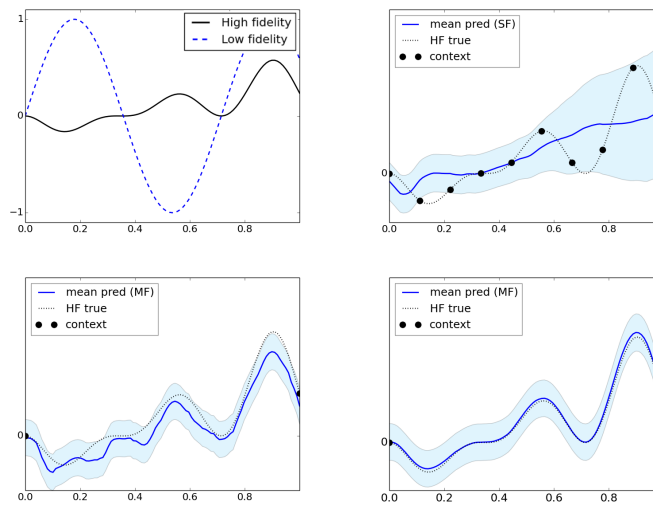 High fidelity
Low fidelity
1
0
−1
0.0 0.2 0.4 0.6 0.8
mean pred (SF)
HF true
context
0
0.0 0.2 0.4 0.6 0.8
mean pred (MF)
HF true
context
0
0.0 0.2 0.4 0.6 0.8
mean pred (MF)
HF true
context
0
0.0 0.2 0.4 0.6 0.8